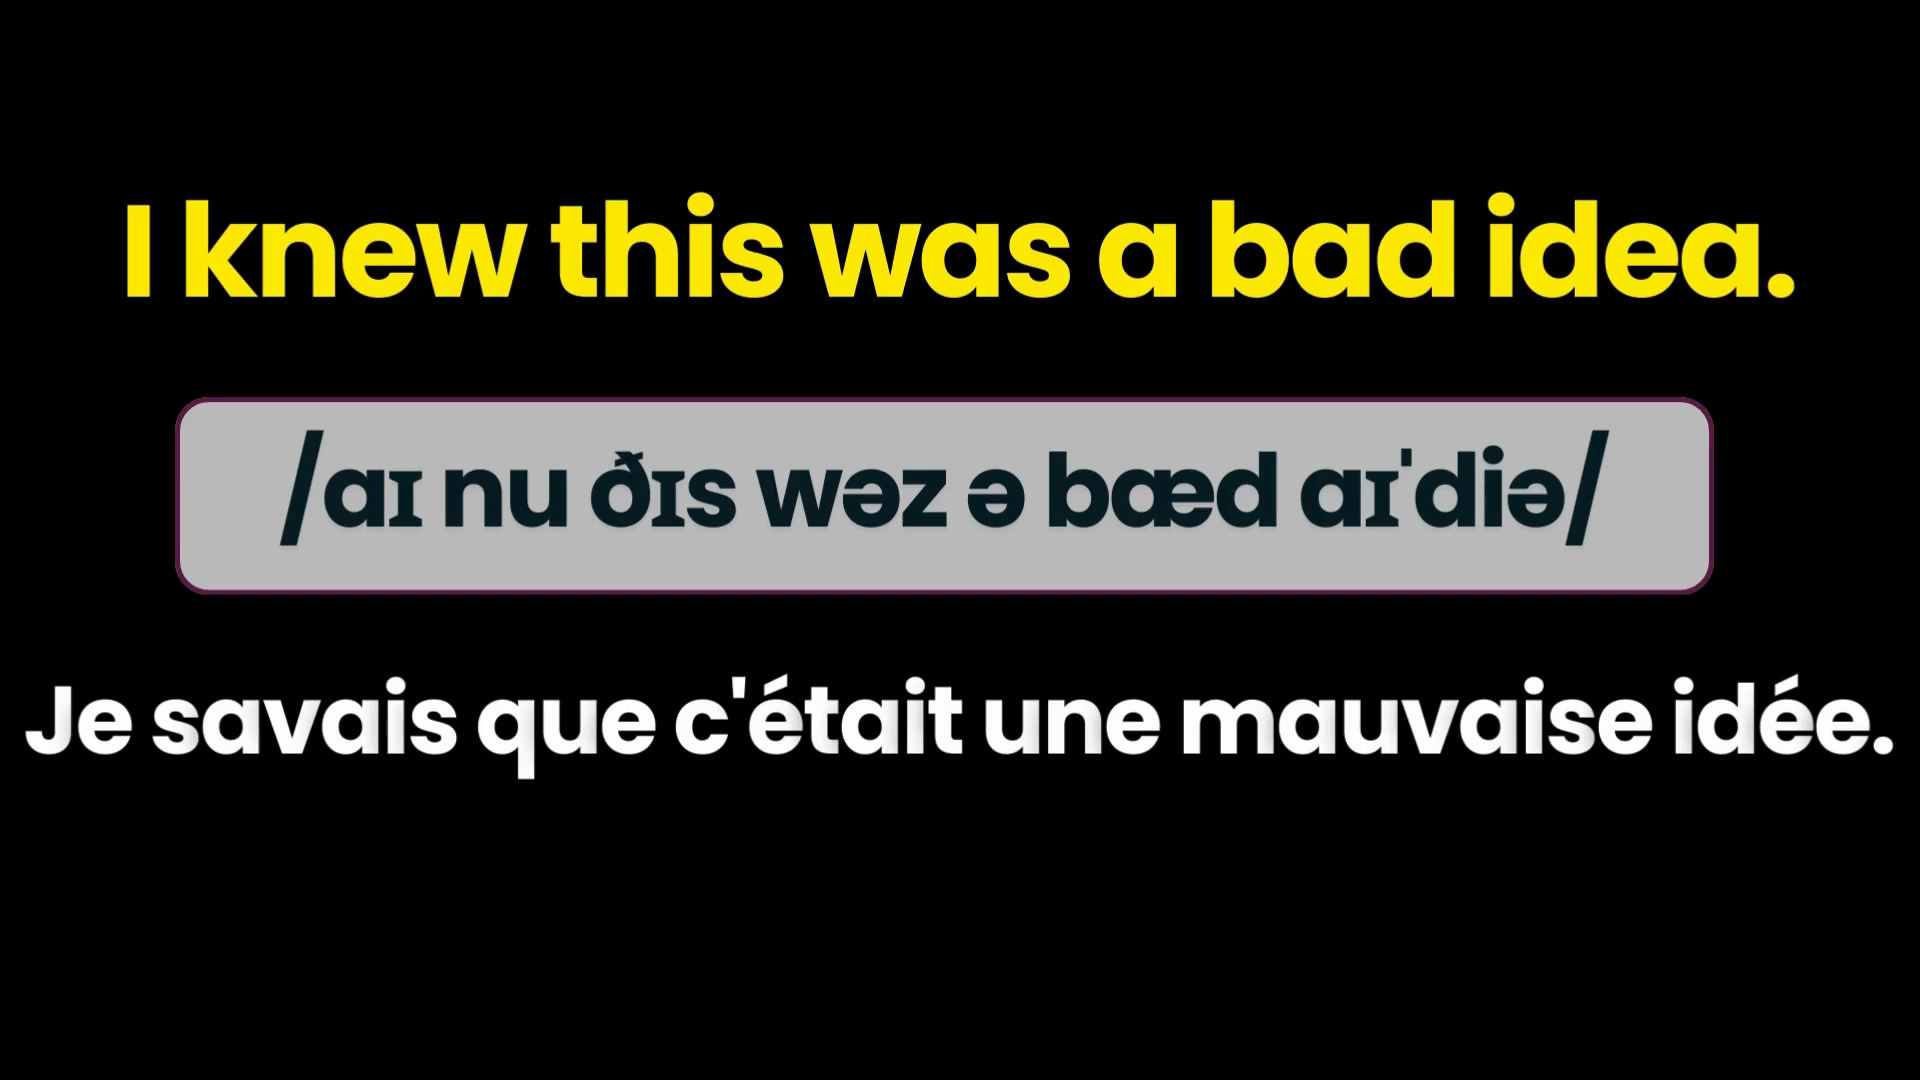 I knew this was a bad idea.
/aɪ nu ðɪs wəz ə bæd aɪˈdiə/
Je savais que c'était une mauvaise idée.